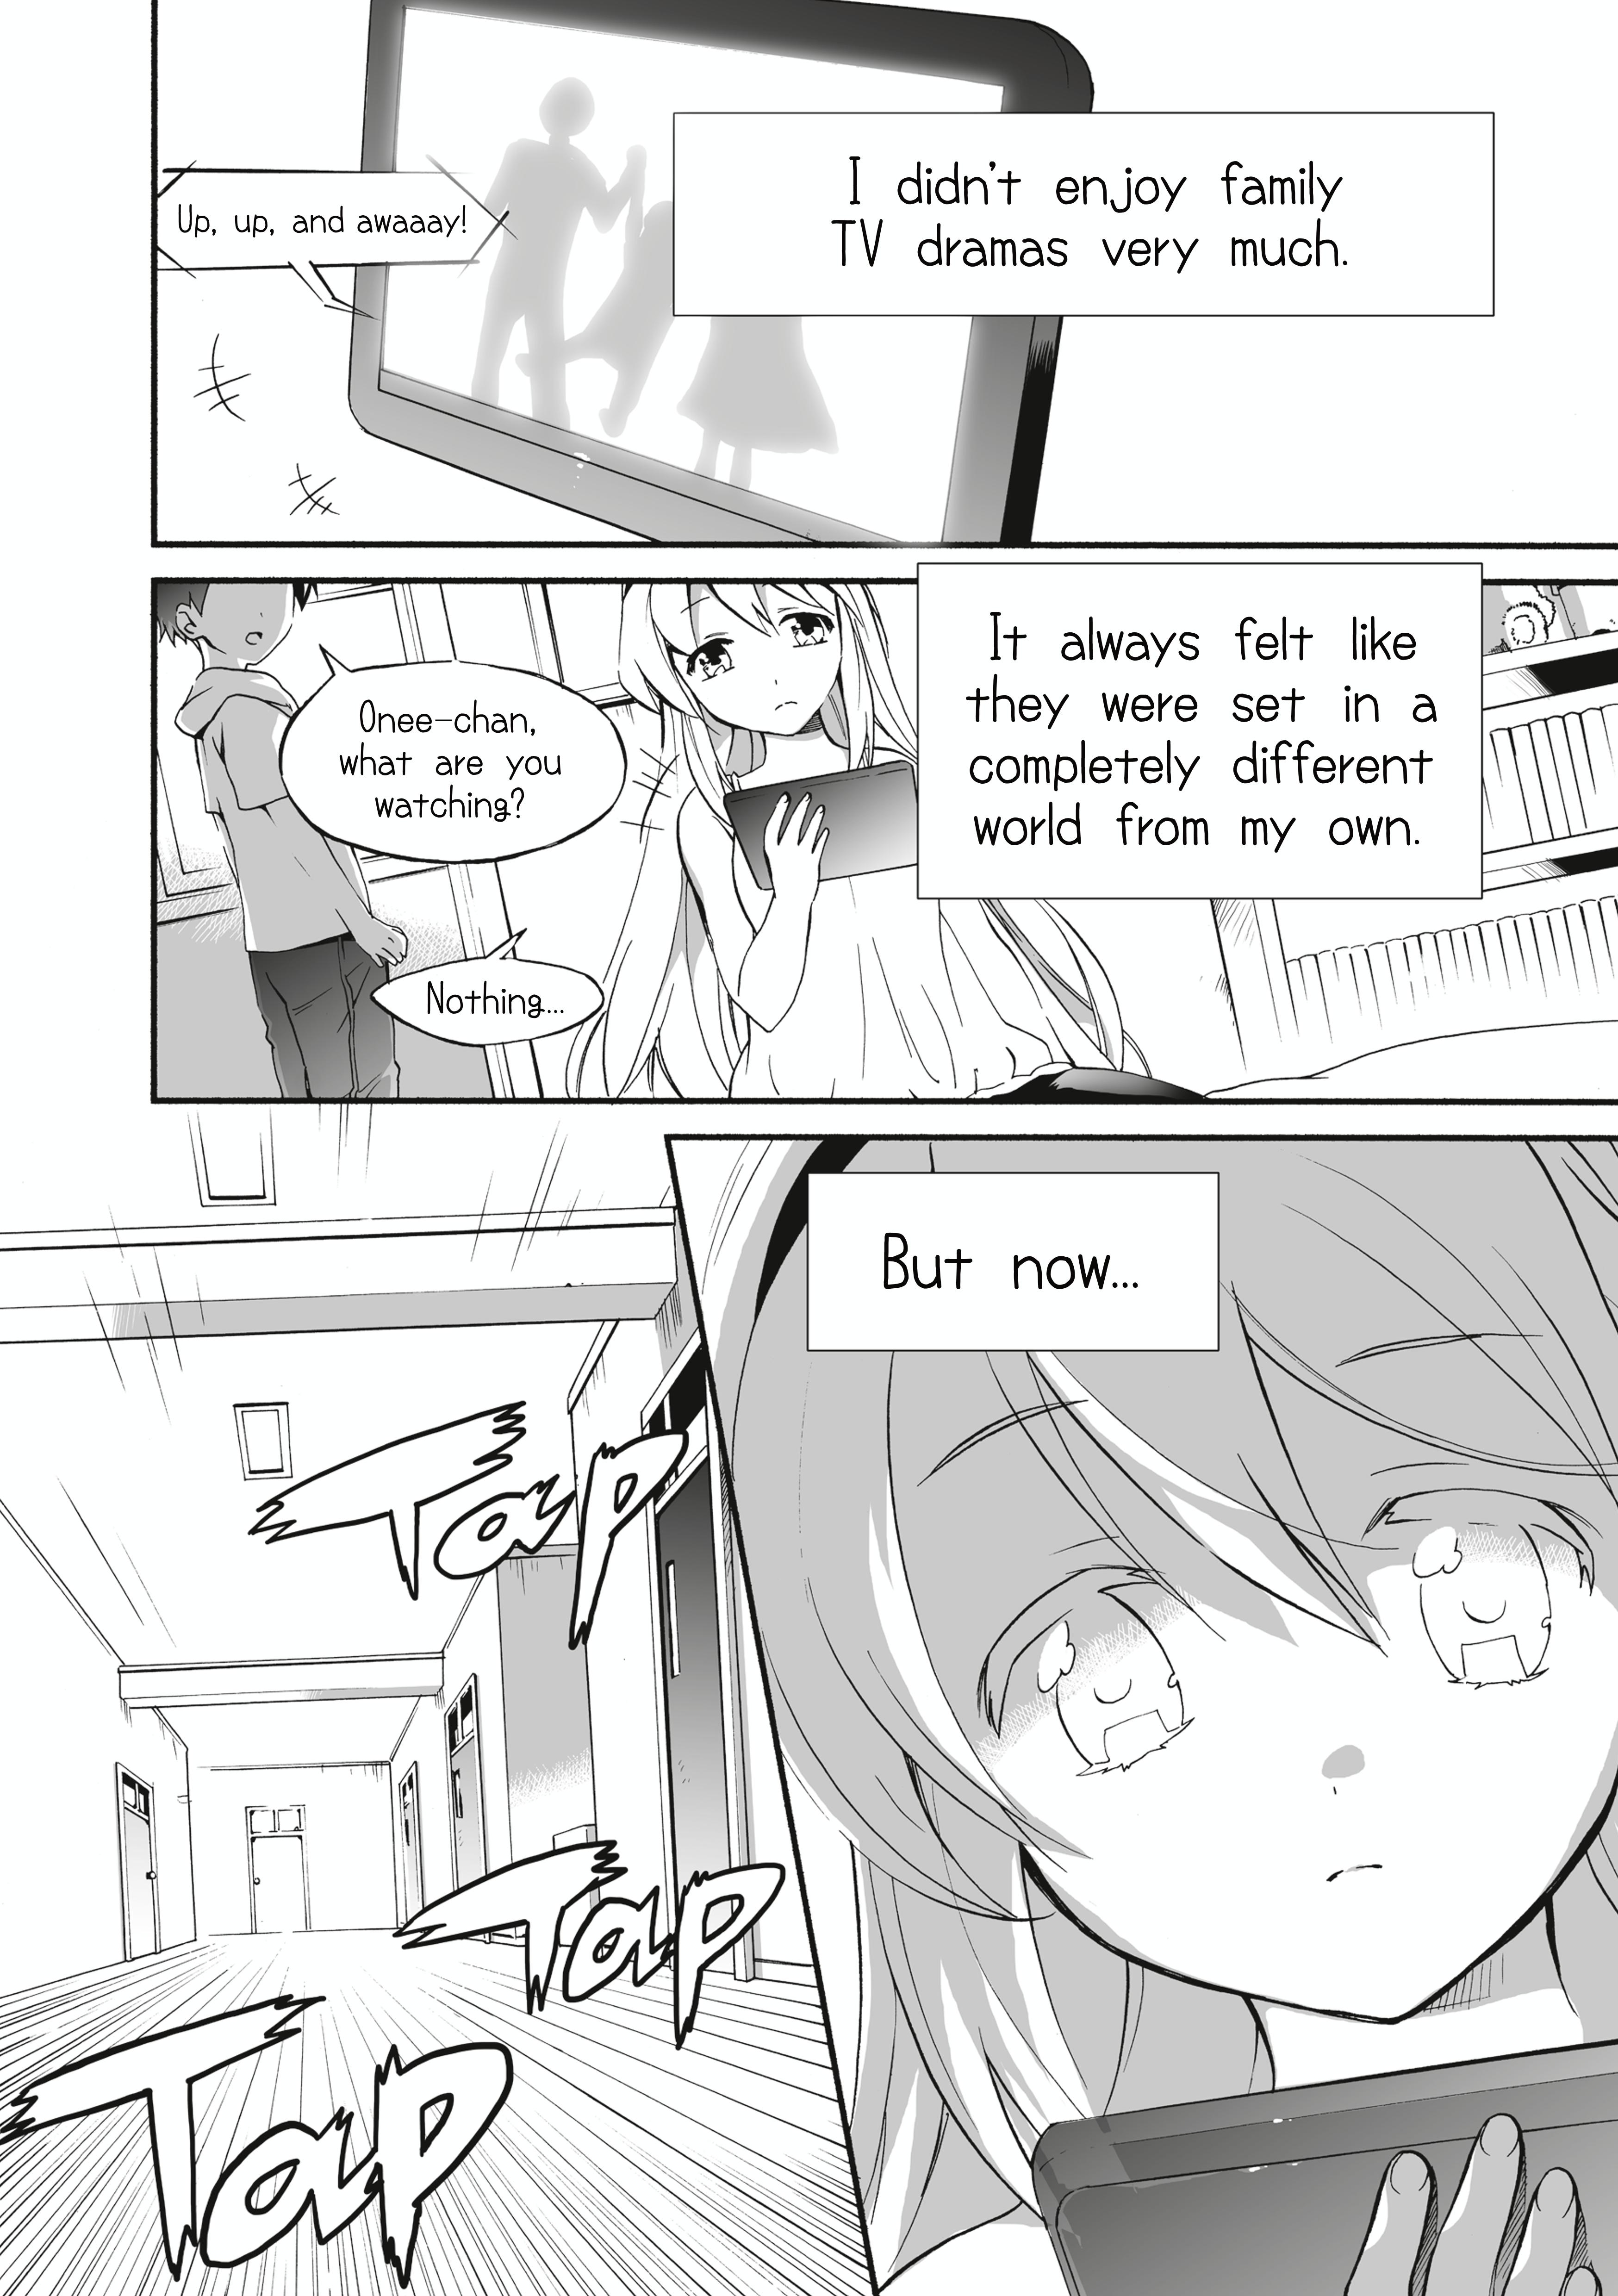 I didn't enjoy family
TV dramas very much.
Up, up, and awaaay!
It always felt like
they were set in a
completely different
world from my own.
Onee-chan,
what are you
watching?
Nothing...
But now...
Tap
Tap
Tap